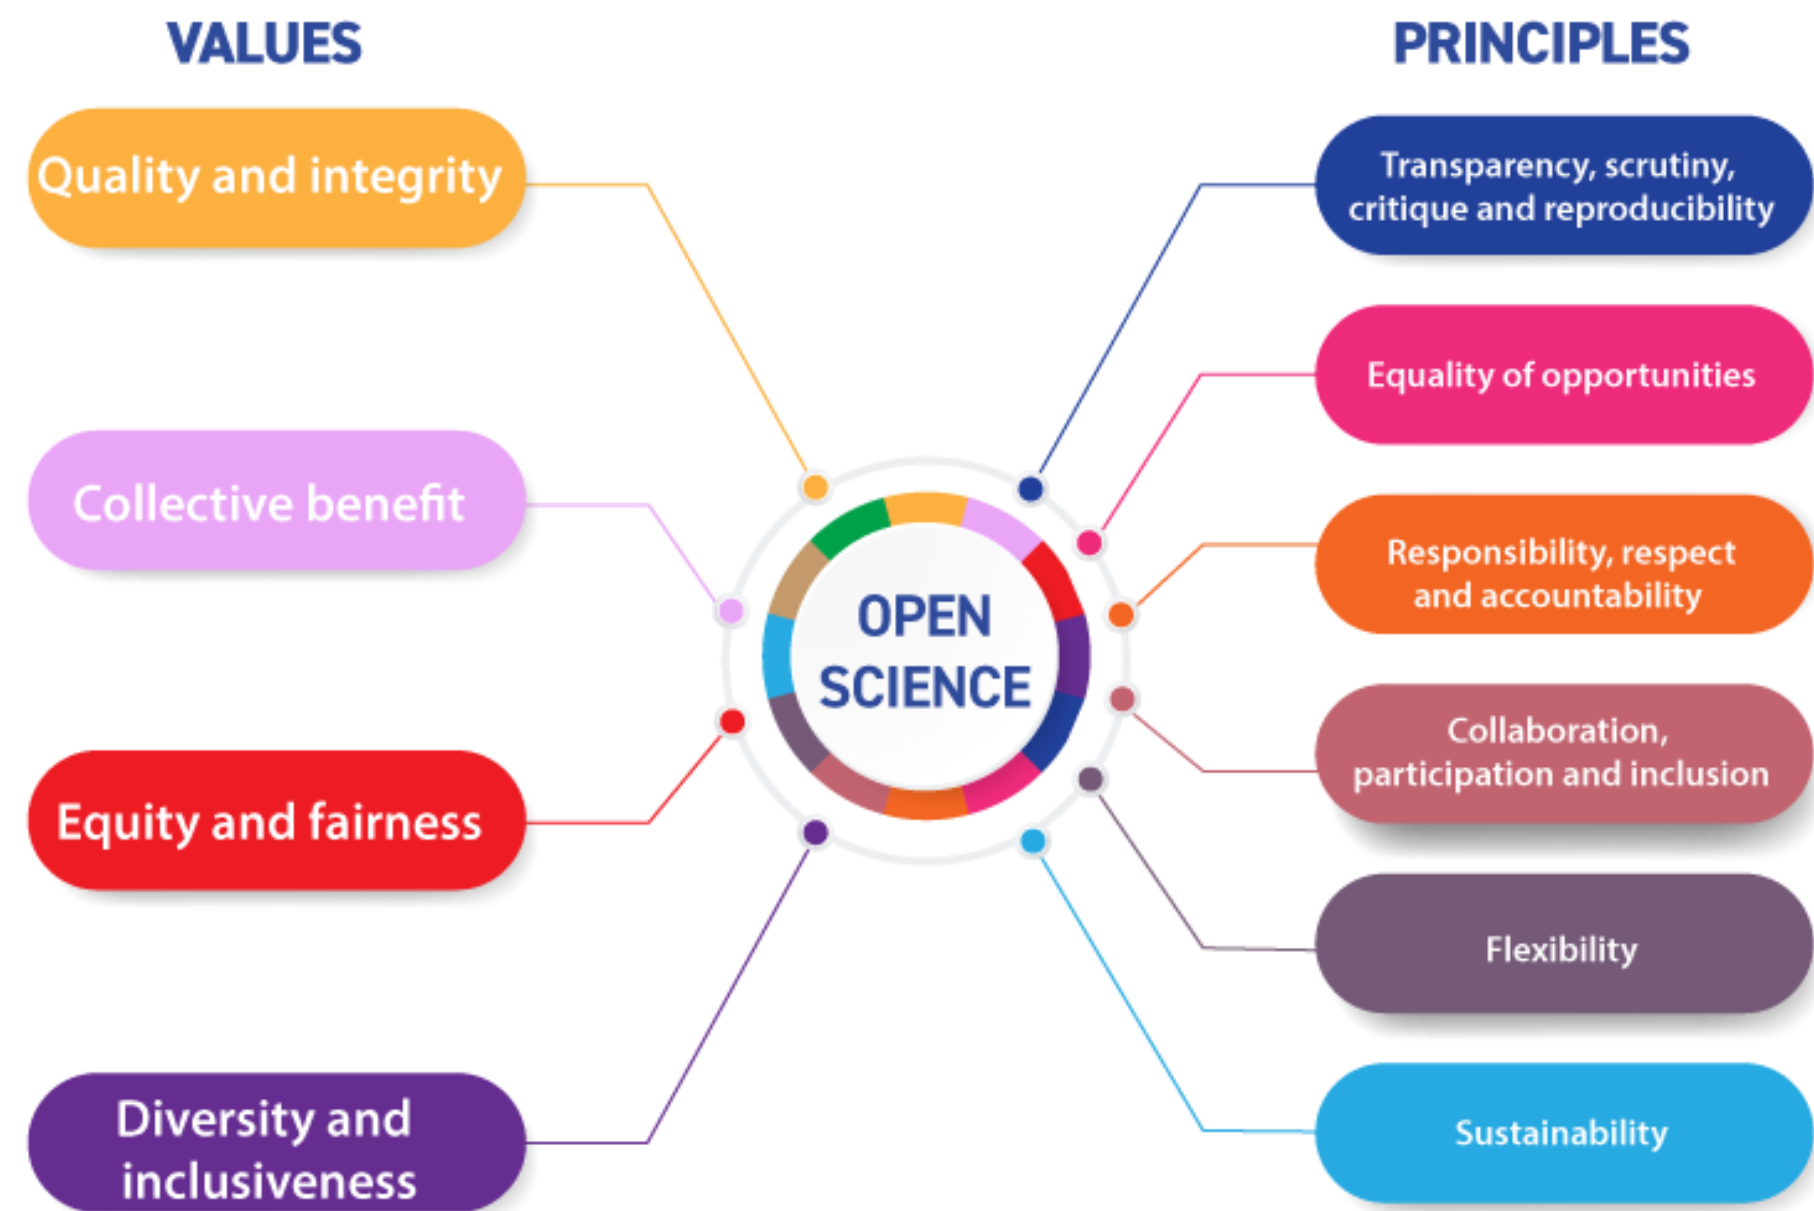 VALUES
Quality and integrity
Collective benefit
Equity and fairness
Diversity and
inclusiveness
OPEN
SCIENCE
PRINCIPLES
Transparency, scrutiny,
critique and reproducibility
Equality of opportunities
Responsibility, respect
and accountability
Collaboration,
participation and inclusion
Flexibility
Sustainability